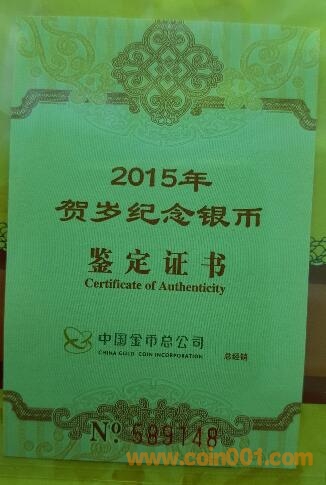 2015年
贺岁纪念银币
鉴定证书
Certificate of Authenticity
中国金币总公司
CHINA GOLD COIN INCORPORATION
总经销
No. 589148
www.coin001.com